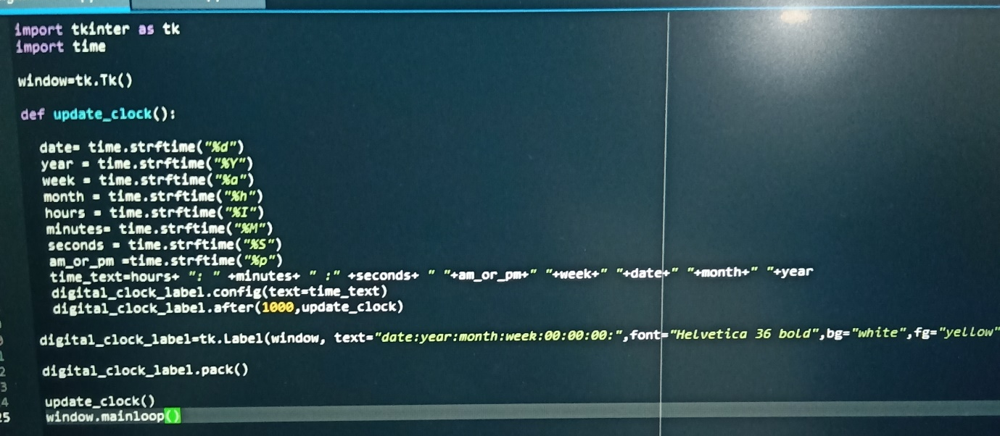 import tkinter as tk
import time
window=tk.Tk()
def update_clock():
date= time.strftime("%d")
year = time.strftime("%Y")
week = time.strftime("%a")
month = time.strftime("%h")
hours = time.strftime("%I")
minutes= time.strftime("%M")
seconds = time.strftime("%S")
am_or_pm =time.strftime("%p")
time_text=hours+ ": " +minutes+ " :" +seconds+ " "+am_or_pm+" "+week+" "+date+" "+month+" "+year
digital_clock_label.config(text=time_text)
digital_clock_label.after(1000,update_clock)
digital_clock_label=tk.Label(window, text="date:year:month:week:00:00:00:",font="Helvetica 36 bold",bg="white",fg="yellow"
2 digital_clock_label.pack()
3
4 update_clock()
25 window.mainloop()